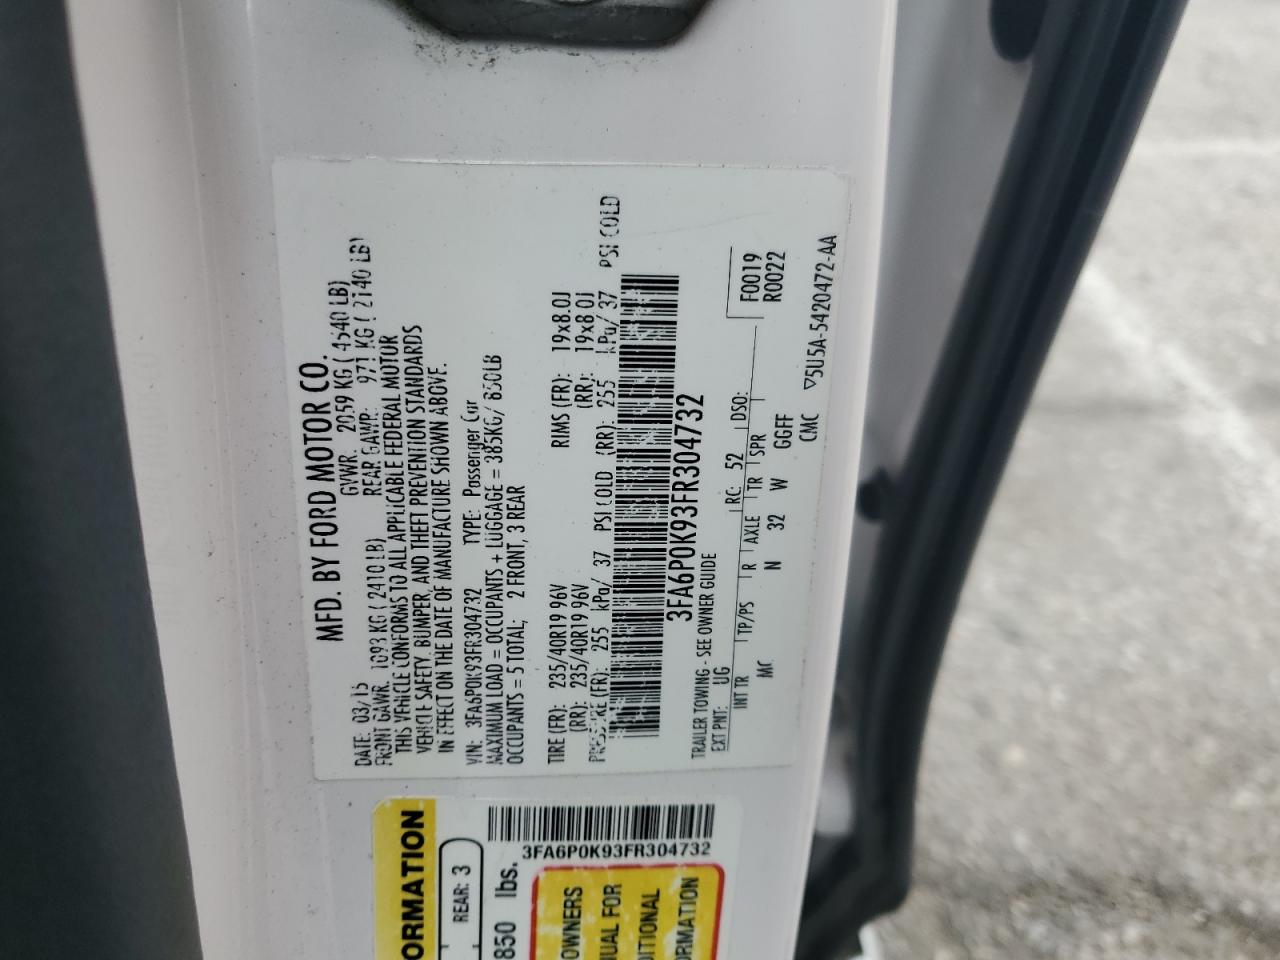 MFD. BY FORD MOTOR CO.
DATE: 03/15 GVWR: 2059 KG ( 4540 LB)
FRONT GAWR: 1093 KG ( 2410 LB) REAR GAWR: 971 KG ( 2140 LB)
THIS VEHICLE CONFORMS TO ALL APPLICABLE FEDERAL MOTOR
VEHICLE SAFETY, BUMPER, AND THEFT PREVENTION STANDARDS
IN EFFECT ON THE DATE OF MANUFACTURE SHOWN ABOVE.
VIN: 3FA6P0K93FR304732 TYPE: Passenger Car
MAXIMUM LOAD = OCCUPANTS + LUGGAGE = 385KG/ 850LB
OCCUPANTS = 5 TOTAL; 2 FRONT, 3 REAR
TIRE (FR): 235/40R19 96V RIMS (FR): 19x8.0J
(RR): 235/40R19 96V (RR): 19x8.0J
PRESSURE (FR): 255 kPa/ 37 PSI COLD (RR): 255 kPa/ 37 PSI COLD
3FA6P0K93FR304732
TRAILER TOWING - SEE OWNER GUIDE
EXT PNT: UG RC: 52 DSO: F0019
R0022
INT TR TP/PS R AXLE TR SPR
MC N 32 W GGFF
CMC ▽5U5A-5420472-AA
ORMATION
REAR: 3
850 lbs.
3FA6P0K93FR304732
OWNERS
UAL FOR
ITIONAL
ORMATION